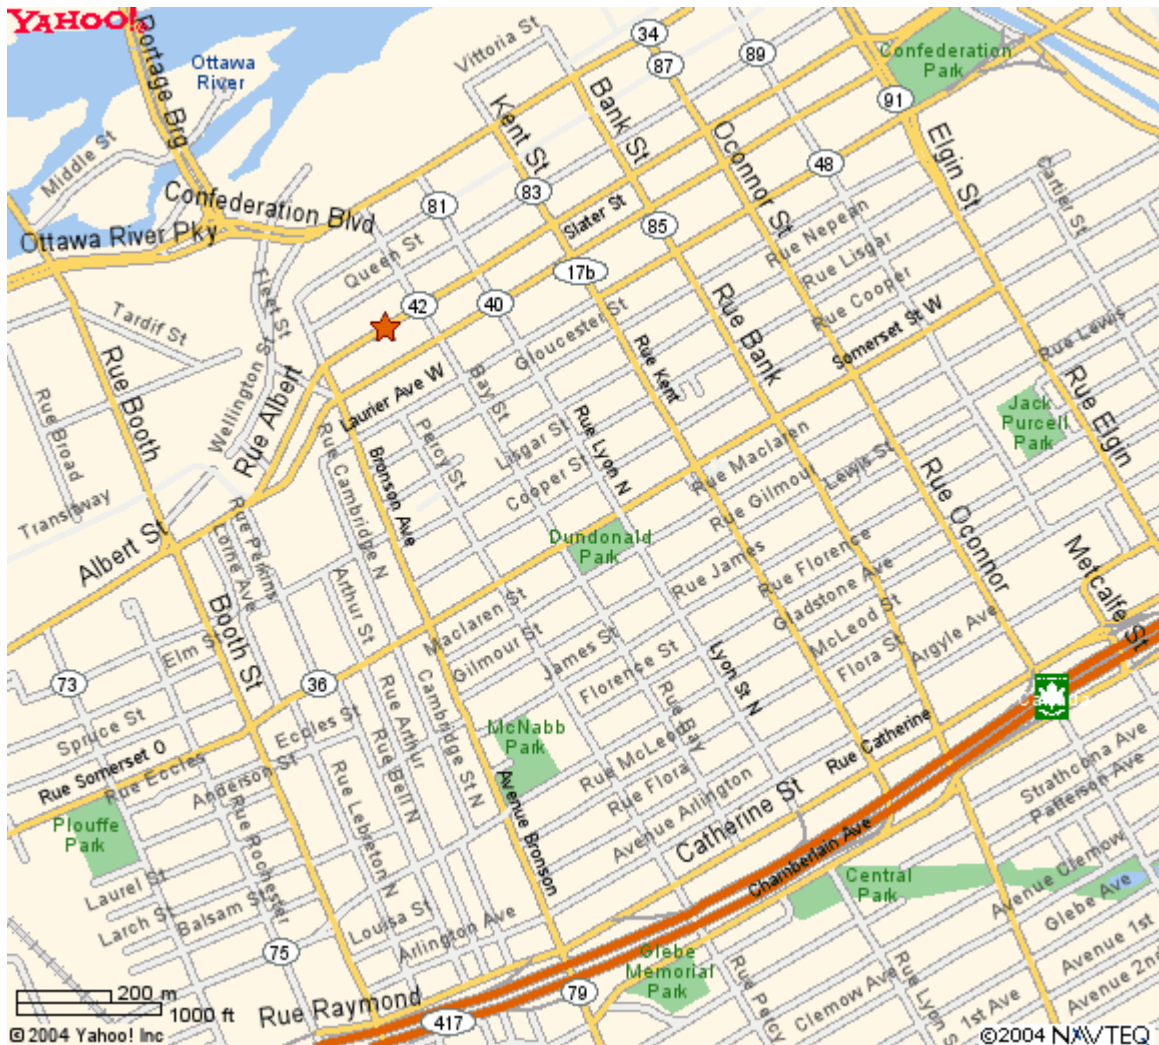 YAHOO!
Portage Brg
Ottawa
River
Vittoria St
34
87
89
Confederation
Park
91
Middle St
Kent St
Bank St
Oconnor St
Elgin St
Cartier St
48
Confederation Blvd
81
83
Slater St
85
Rue Nepean
Rue Lisgar
Rue Cooper
Ottawa River Pky
Queen St
17b
Fleet St
42
40
Gloucester St
Rue Bank
Somerset St W
Rue Lewis
Tardif St
Rue Booth
Wellington St
Rue Albert
Laurier Ave W
Bay St
Rue Kent
Rue Elgin
Jack
Purcell
Park
Rue Broad
Rue Cambridge N
Bronson Ave
Percy St
Lisgar St
Cooper St
Rue Lyon N
Rue Maclaren
Rue Gilmour
Lewis St
Rue Oconnor
Transitway
Albert St
Rue Perkins
Lorne Ave
Dundonald
Park
Rue James
Rue Florence
Gladstone Ave
McLeod St
Flora St
Argyle Ave
Metcalfe St
Booth St
Arthur St
Elm St
Maclaren St
Gilmour St
James St
Florence St
Lyon St N
73
36
Spruce St
Rue Somerset O
Rue Eccles
Eccles St
Anderson St
Rue Arthur
Rue Bell N
Cambridge St N
McNabb
Park
Rue Bay
Rue McLeod
Rue Flora
Avenue Arlington
Rue Catherine
Catherine St
Chamberlain Ave
Strathcona Ave
Patterson Ave
Plouffe
Park
Rue Rochester
Rue Lebreton N
Avenue Bronson
Central
Park
Avenue Clemow
Glebe Ave
Laurel St
Larch St
Balsam St
Louisa St
Arlington Ave
75
Glebe
Memorial
Park
Avenue 1st
Avenue 2nd
Rue Percy
Clemow Ave
Rue Lyon S
1st Ave
79
417
Rue Raymond
200 m
1000 ft
©2004 Yahoo! Inc
©2004 NAVTEQ